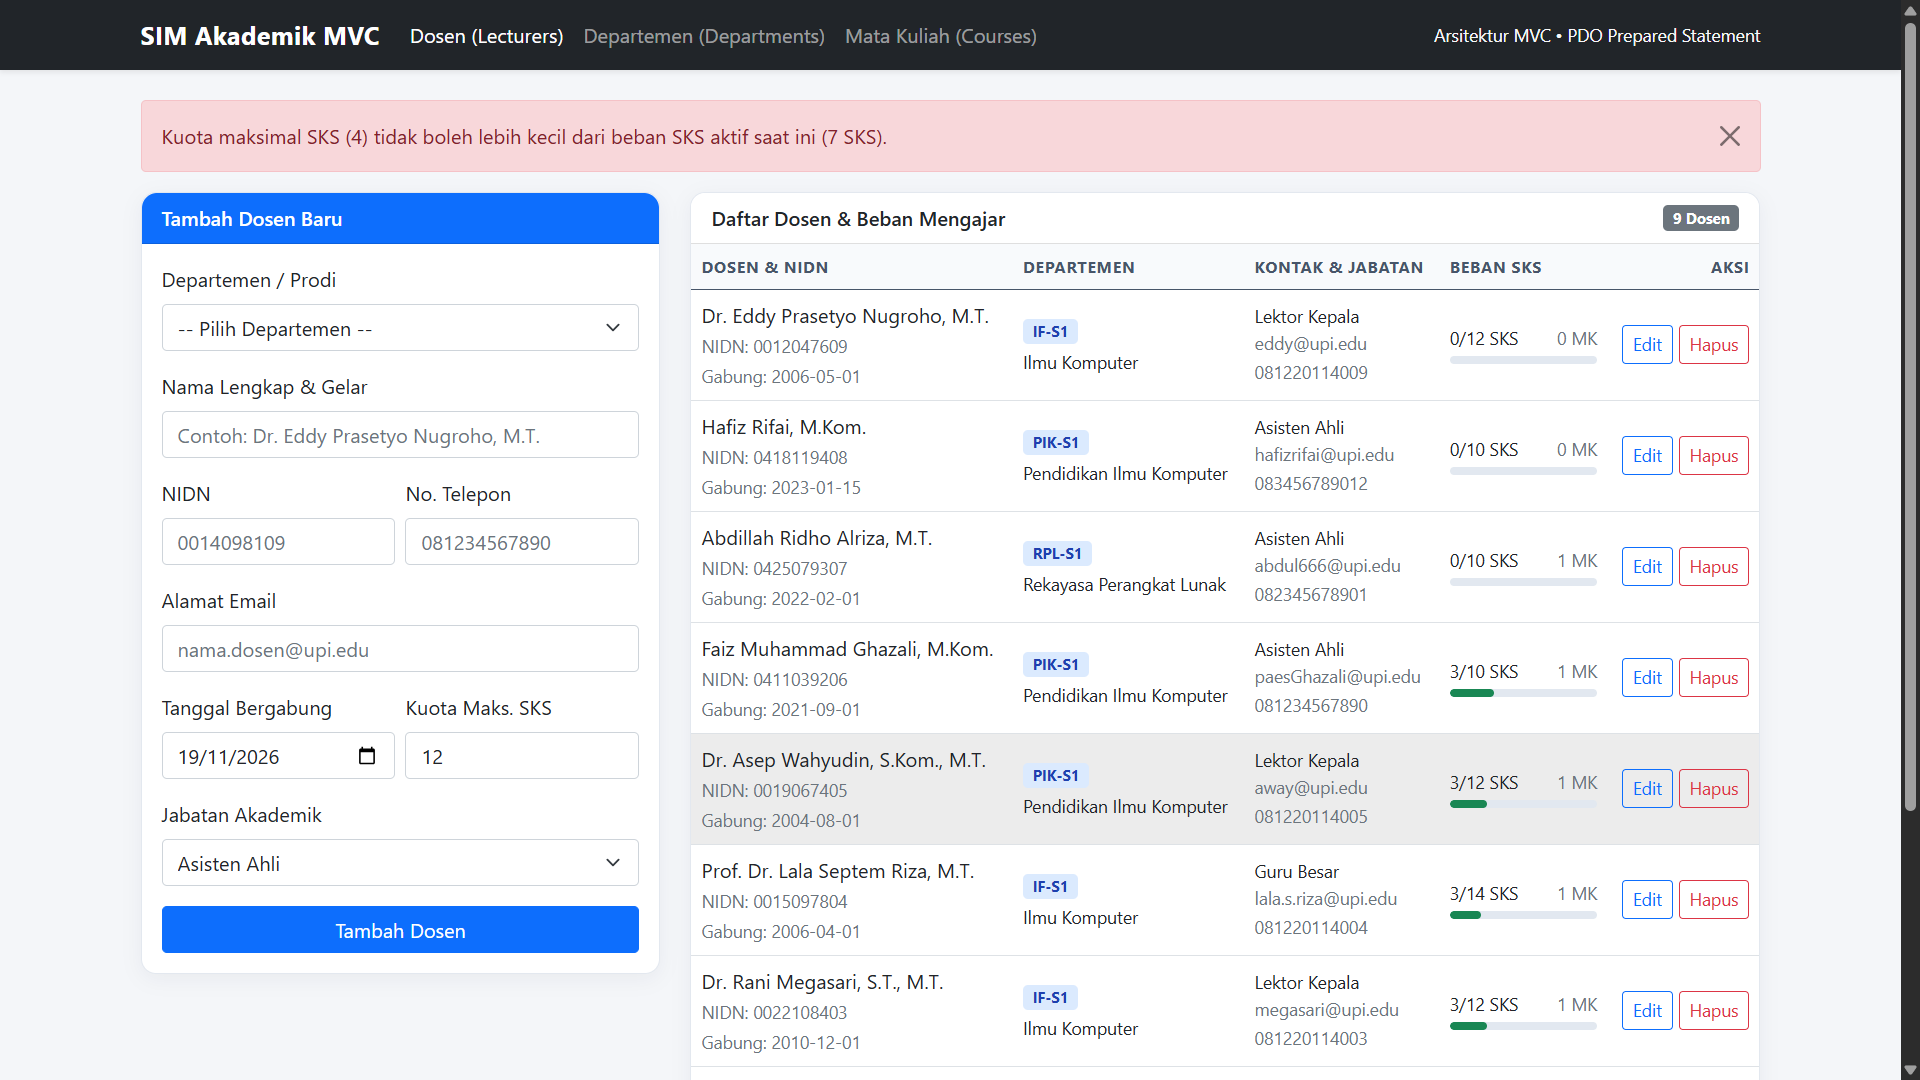 SIM Akademik MVC Dosen (Lecturers) Departemen (Departments) Mata Kuliah (Courses) Arsitektur MVC • PDO Prepared Statement
Kuota maksimal SKS (4) tidak boleh lebih kecil dari beban SKS aktif saat ini (7 SKS).
Tambah Dosen Baru
Departemen / Prodi
-- Pilih Departemen --
Nama Lengkap & Gelar
Contoh: Dr. Eddy Prasetyo Nugroho, M.T.
NIDN No. Telepon
0014098109 081234567890
Alamat Email
nama.dosen@upi.edu
Tanggal Bergabung Kuota Maks. SKS
19/11/2026 12
Jabatan Akademik
Asisten Ahli
Tambah Dosen
Daftar Dosen & Beban Mengajar 9 Dosen
DOSEN & NIDN DEPARTEMEN KONTAK & JABATAN BEBAN SKS AKSI
Dr. Eddy Prasetyo Nugroho, M.T.
NIDN: 0012047609
Gabung: 2006-05-01
IF-S1
Ilmu Komputer
Lektor Kepala
eddy@upi.edu
081220114009
0/12 SKS 0 MK
Edit Hapus
Hafiz Rifai, M.Kom.
NIDN: 0418119408
Gabung: 2023-01-15
PIK-S1
Pendidikan Ilmu Komputer
Asisten Ahli
hafizrifai@upi.edu
083456789012
0/10 SKS 0 MK
Edit Hapus
Abdillah Ridho Alriza, M.T.
NIDN: 0425079307
Gabung: 2022-02-01
RPL-S1
Rekayasa Perangkat Lunak
Asisten Ahli
abdul666@upi.edu
082345678901
0/10 SKS 1 MK
Edit Hapus
Faiz Muhammad Ghazali, M.Kom.
NIDN: 0411039206
Gabung: 2021-09-01
PIK-S1
Pendidikan Ilmu Komputer
Asisten Ahli
paesGhazali@upi.edu
081234567890
3/10 SKS 1 MK
Edit Hapus
Dr. Asep Wahyudin, S.Kom., M.T.
NIDN: 0019067405
Gabung: 2004-08-01
PIK-S1
Pendidikan Ilmu Komputer
Lektor Kepala
away@upi.edu
081220114005
3/12 SKS 1 MK
Edit Hapus
Prof. Dr. Lala Septem Riza, M.T.
NIDN: 0015097804
Gabung: 2006-04-01
IF-S1
Ilmu Komputer
Guru Besar
lala.s.riza@upi.edu
081220114004
3/14 SKS 1 MK
Edit Hapus
Dr. Rani Megasari, S.T., M.T.
NIDN: 0022108403
Gabung: 2010-12-01
IF-S1
Ilmu Komputer
Lektor Kepala
megasari@upi.edu
081220114003
3/12 SKS 1 MK
Edit Hapus